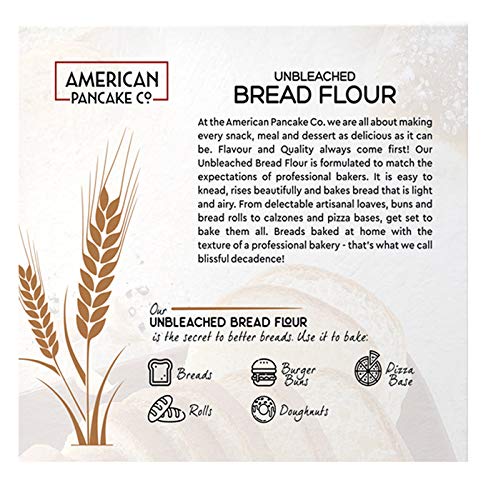 AMERICAN
PANCAKE Co
UNBLEACHED
BREAD FLOUR
At the American Pancake Co. we are all about making
every snack, meal and dessert as delicious as it can
be. Flavour and Quality always come first! Our
Unbleached Bread Flour is formulated to match the
expectations of professional bakers. It is easy to
knead, rises beautifully and bakes bread that is light
and airy. From delectable artisanal loaves, buns and
bread rolls to calzones and pizza bases, get set to
bake them all. Breads baked at home with the
texture of a professional bakery - that's what we call
blissful decadence!
Our
UNBLEACHED BREAD FLOUR
is the secret to better breads. Use it to bake:
Breads
Burger
Buns
Pizza
Base
Rolls
Doughnuts